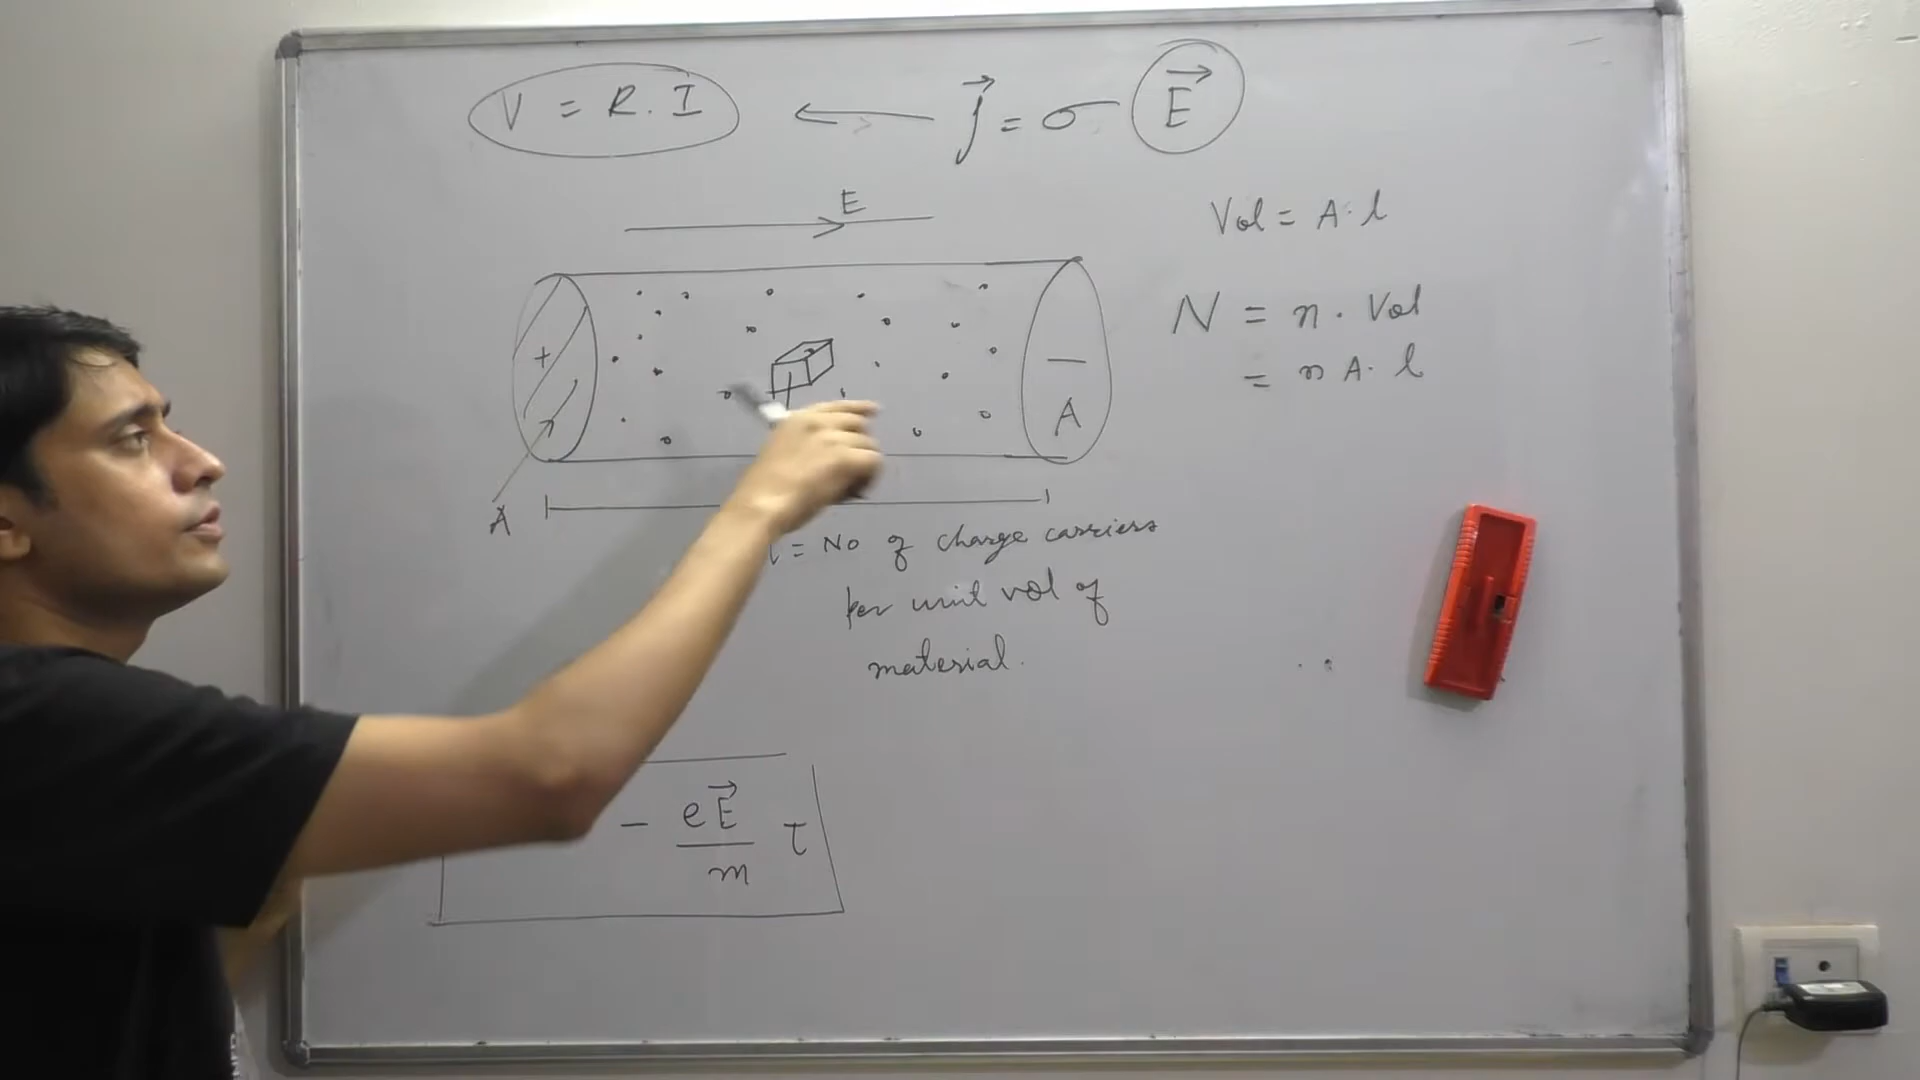 V = R.I ← J⃗ = σ E⃗
E
Vol = A.l
N = n. Vol
= n A. l
+
—
A
A
= No of charge carriers
per unit vol of
material.
- eE⃗/m τ